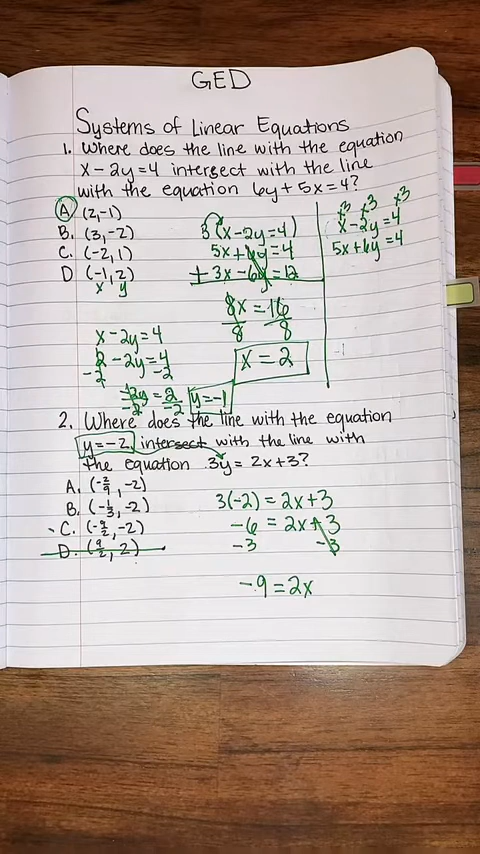 GED
Systems of Linear Equations
1. Where does the line with the equation
x - 2y = 4 intersect with the line
with the equation 6y + 5x = 4?
A. (2, -1)
B. (3, -2)
C. (-2, 1)
D. (-1, 2)
x y
3(x - 2y = 4)
5x + 6y = 4
+ 3x - 6y = 12
8x = 16
8 8
x = 2
x3 x3 x3
x - 2y = 4
5x + 6y = 4
x - 2y = 4
2 - 2y = 4
-2 -2
-2y = 2
-2 -2
y = -1
2. Where does the line with the equation
y = -2 intersect with the line with
the equation 3y = 2x + 3?
A. (-2/9, -2)
B. (-1/3, -2)
C. (-9/2, -2)
D. (9/2, 2)
3(-2) = 2x + 3
-6 = 2x + 3
-3 -3
-9 = 2x